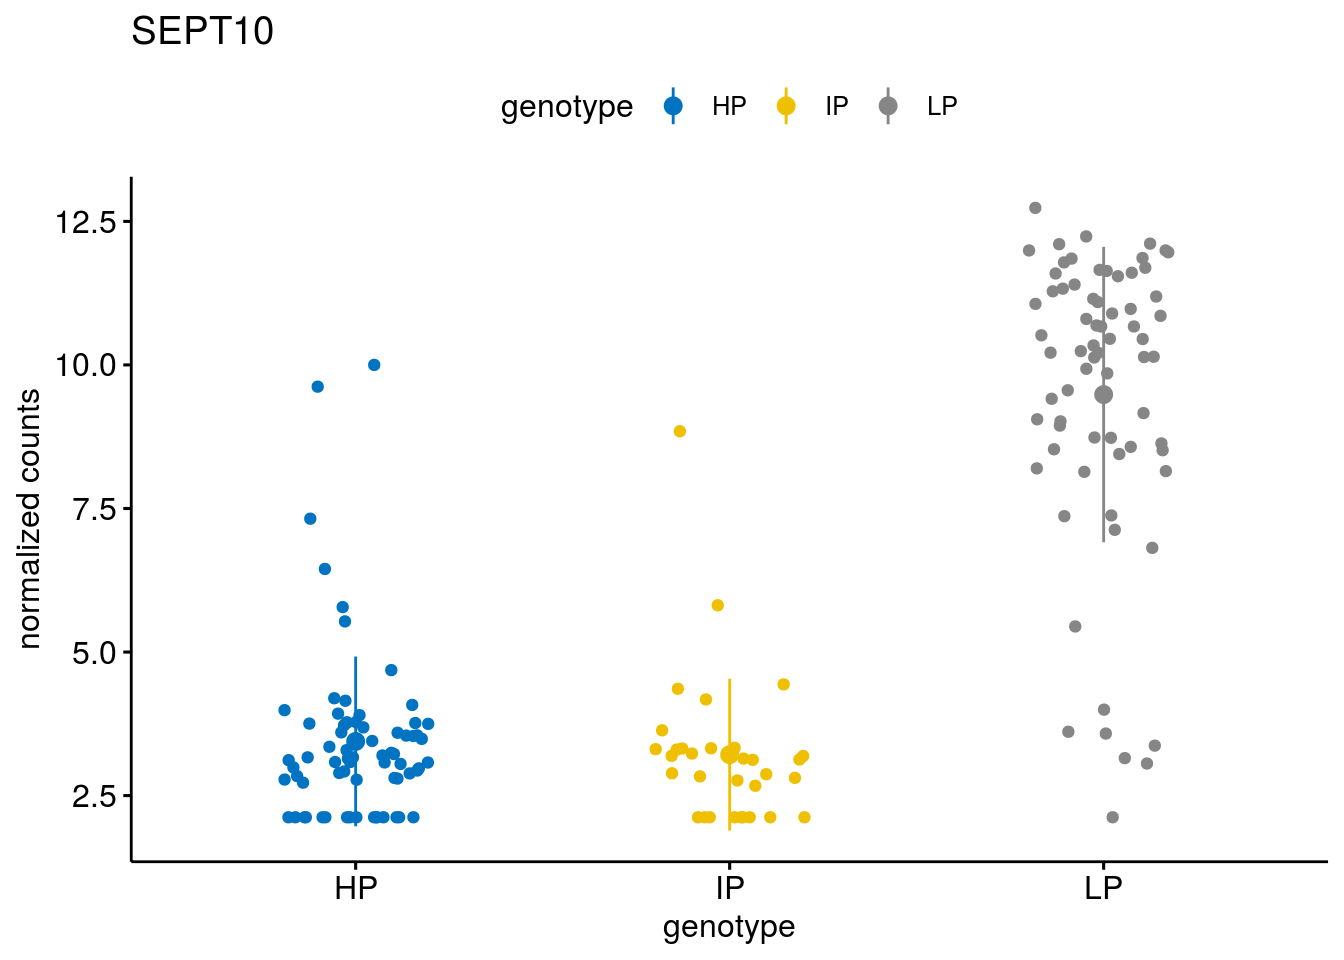 SEPT10
genotype HP IP LP
12.5
10.0
7.5
5.0
2.5
normalized counts
HP IP LP
genotype